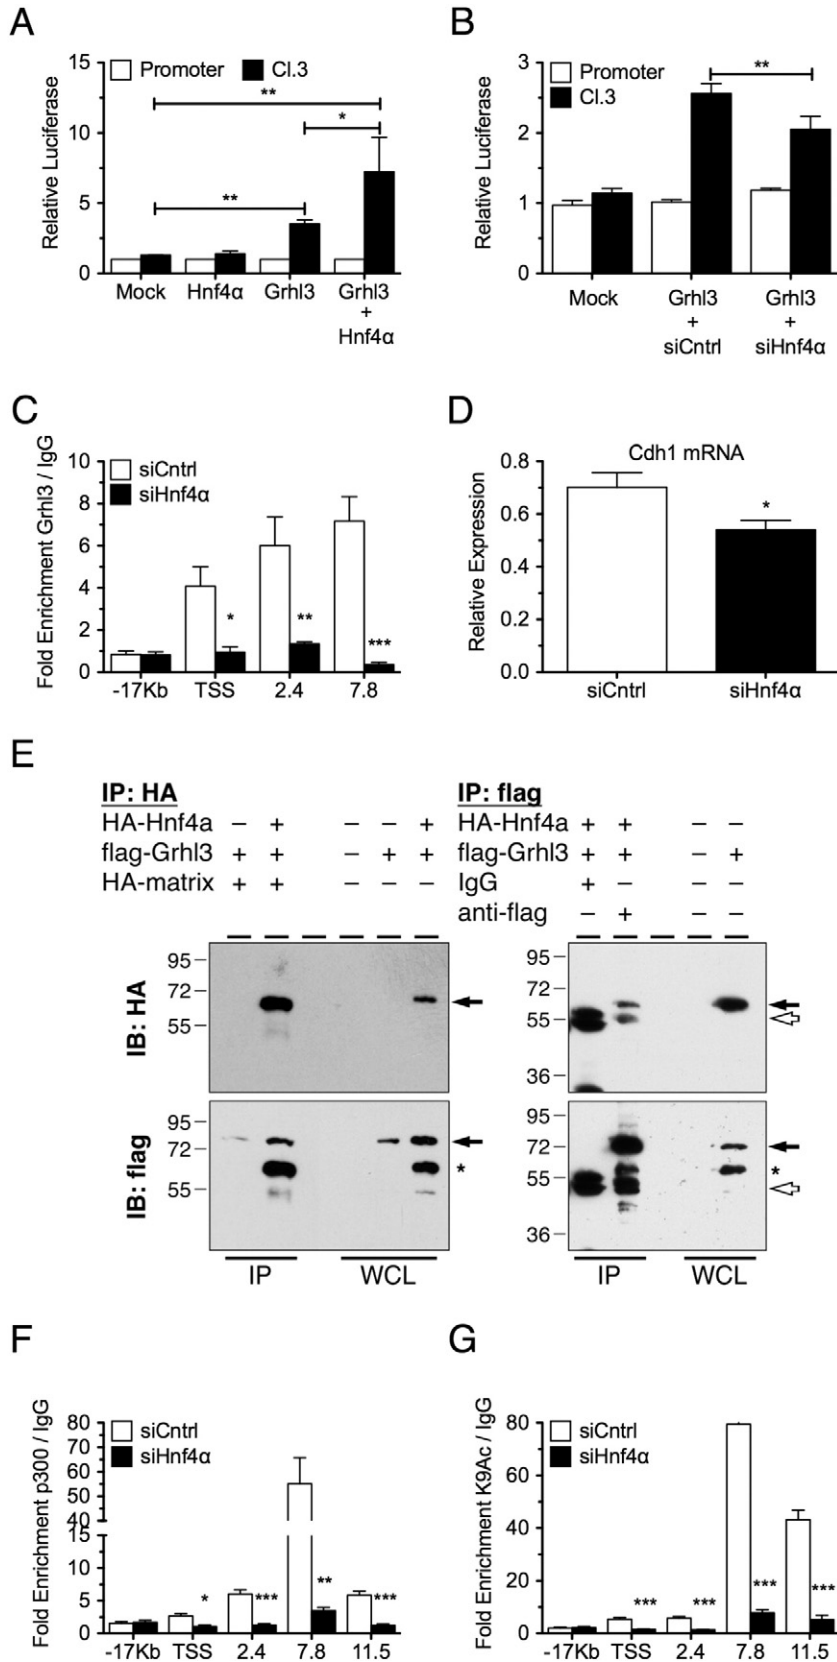 A
Relative Luciferase
15
10
5
0
Promoter Cl.3
**
*
**
Mock Hnf4α Grhl3 Grhl3
+
Hnf4α
B
Relative Luciferase
3
2
1
0
Promoter
Cl.3
**
Mock Grhl3 Grhl3
+ +
siCntrl siHnf4α
C
Fold Enrichment Grhl3 / IgG
10
8
6
4
2
0
siCntrl
siHnf4α
* ** ***
-17Kb TSS 2.4 7.8
D
Cdh1 mRNA
Relative Expression
0.8
0.6
0.4
0.2
0.0
*
siCntrl siHnf4α
E
IP: HA
HA-Hnf4a – + – – +
flag-Grhl3 + + – + +
HA-matrix + + – – –
IP: flag
HA-Hnf4a + + – –
flag-Grhl3 + + – +
IgG + – – –
anti-flag – + – –
IB: HA
95
72
55
95
72
55
36
IB: flag
95
72
55
*
95
72
55
36
*
IP WCL
IP WCL
F
Fold Enrichment p300 / IgG
80
70
60
50
40
15
10
5
0
siCntrl
siHnf4α
* *** ** ***
-17Kb TSS 2.4 7.8 11.5
G
Fold Enrichment K9Ac / IgG
80
60
40
20
0
siCntrl
siHnf4α
*** *** *** ***
-17Kb TSS 2.4 7.8 11.5